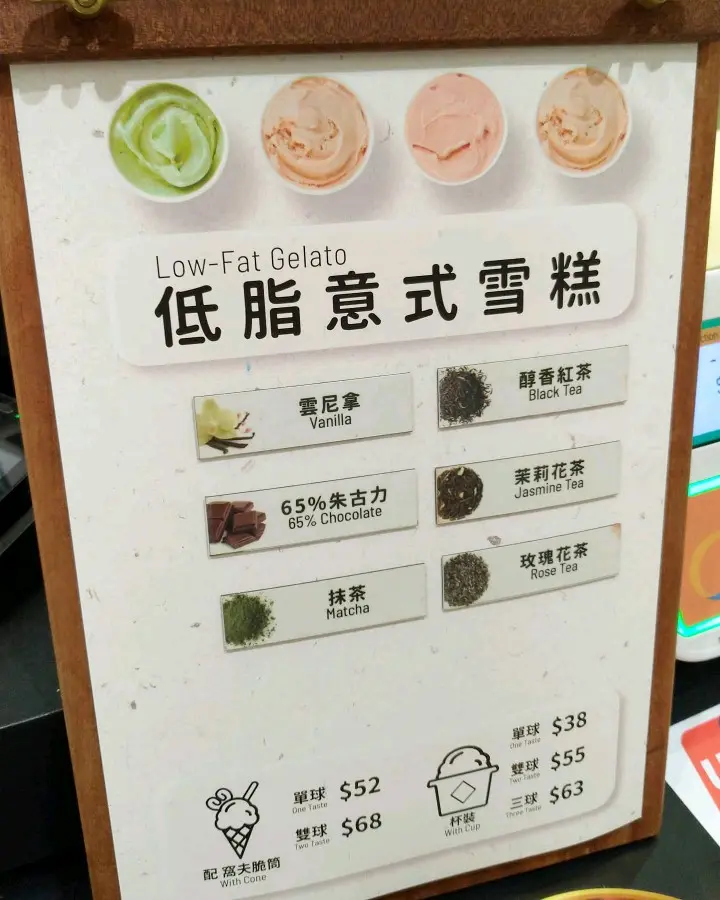 Low-Fat Gelato
低脂意式雪糕
雲尼拿
Vanilla
醇香紅茶
Black Tea
65%朱古力
65% Chocolate
茉莉花茶
Jasmine Tea
抹茶
Matcha
玫瑰花茶
Rose Tea
單球 $52
One Taste
雙球 $68
Two Taste
配 窩夫脆筒
With Cone
單球 $38
One Taste
雙球 $55
Two Taste
三球 $63
Three Taste
杯裝
With Cup